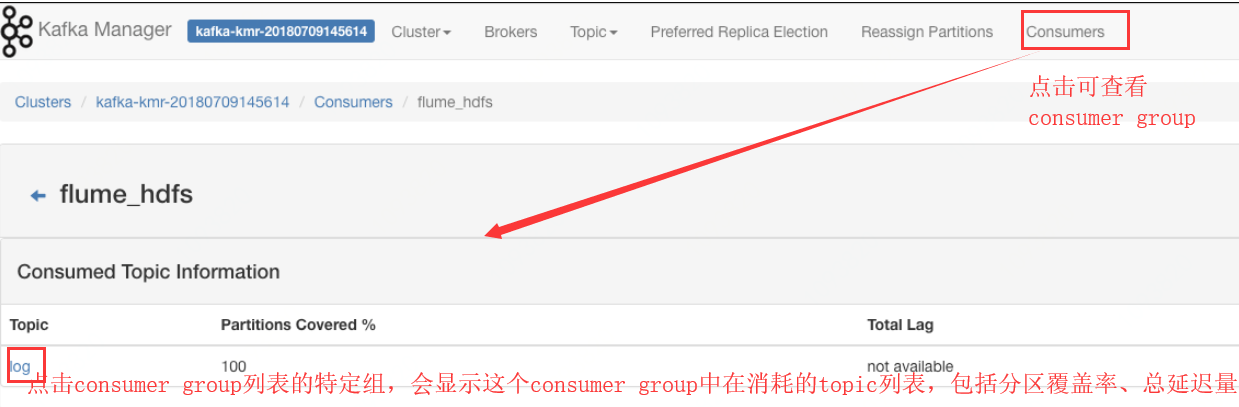 Kafka Manager kafka-kmr-20180709145614 Cluster Brokers Topic Preferred Replica Election Reassign Partitions Consumers
点击可查看
consumer group
Clusters / kafka-kmr-20180709145614 / Consumers / flume_hdfs
flume_hdfs
Consumed Topic Information
Topic Partitions Covered % Total Lag
log 100 not available
点击consumer group列表的特定组，会显示这个consumer group中在消耗的topic列表，包括分区覆盖率、总延迟量